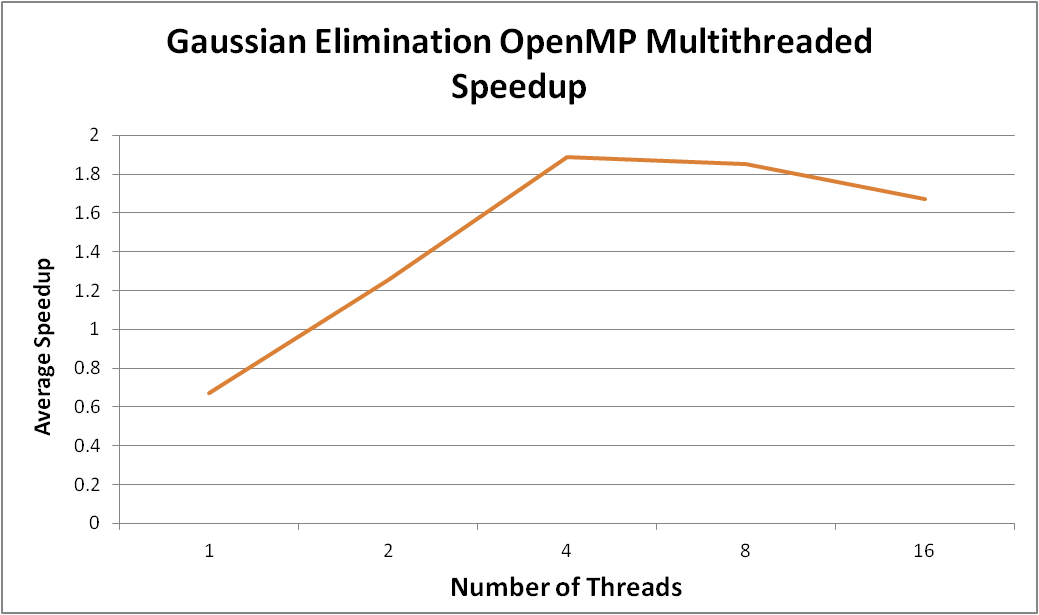 Gaussian Elimination OpenMP Multithreaded
Speedup
2
1.8
1.6
1.4
1.2
1
0.8
0.6
0.4
0.2
0
Average Speedup
1 2 4 8 16
Number of Threads